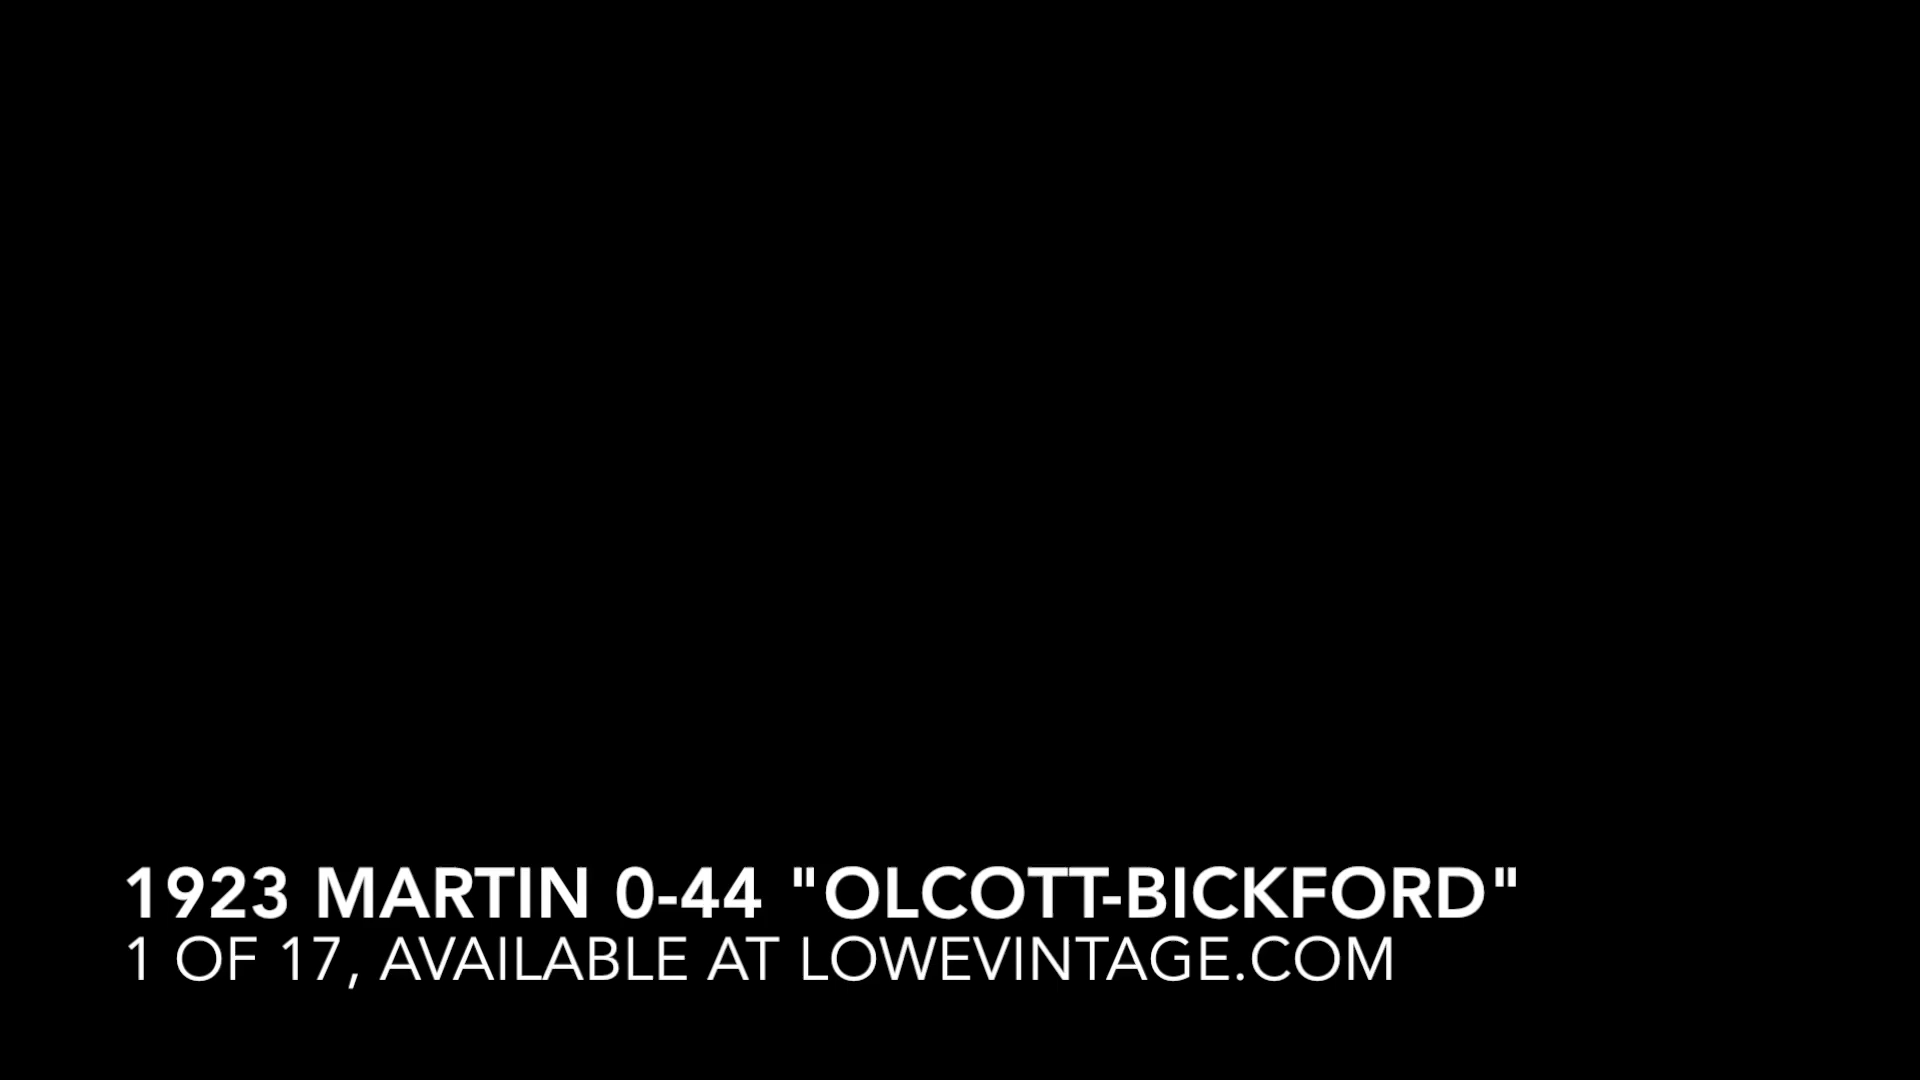 1923 MARTIN 0-44 "OLCOTT-BICKFORD"
1 OF 17, AVAILABLE AT LOWEVINTAGE.COM